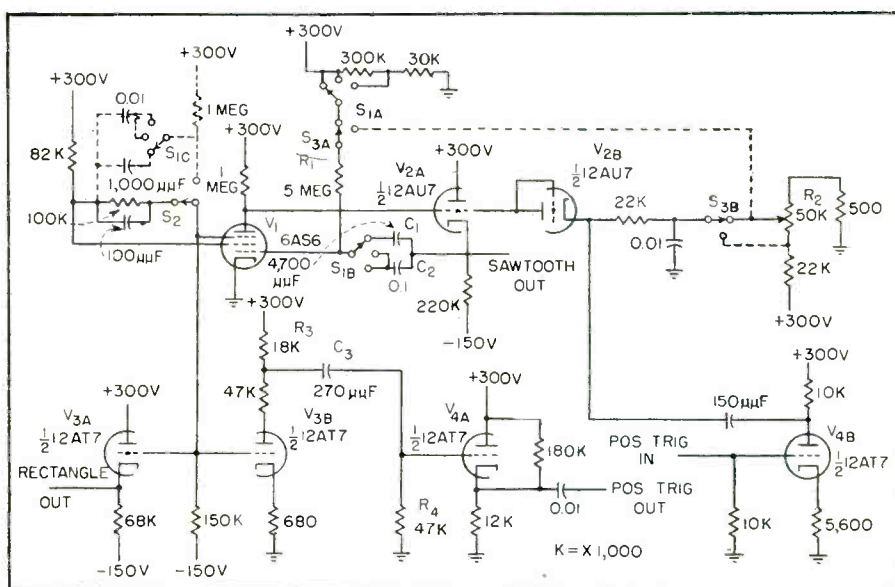 +300V
300K
30K
+300V
+300V
0.01
1 MEG
S1A
S1C
+300V
S3A
82K
R1
V2A
+300V
V2B
1/2 12AU7
1/2 12AU7
1,000 μμF
1 MEG
5 MEG
22K
S3B
R2
50K
500
100K
S2
V1
C1
6AS6
0.01
100μμF
4,700 μμF
S1B
C2
0.1
SAWTOOTH OUT
22K
+300V
220K
+300V
R3
18K
-150V
C3
+300V
270μμF
+300V
10K
47K
150μμF
+300V
V3A
V3B
V4A
V4B
1/2 12AT7
1/2 12AT7
1/2 12AT7
180K
POS TRIG IN
1/2 12AT7
RECTANGLE OUT
0.01
POS TRIG OUT
68K
150K
680
R4
47K
12K
10K
5,600
-150V
-150V
K = X 1,000